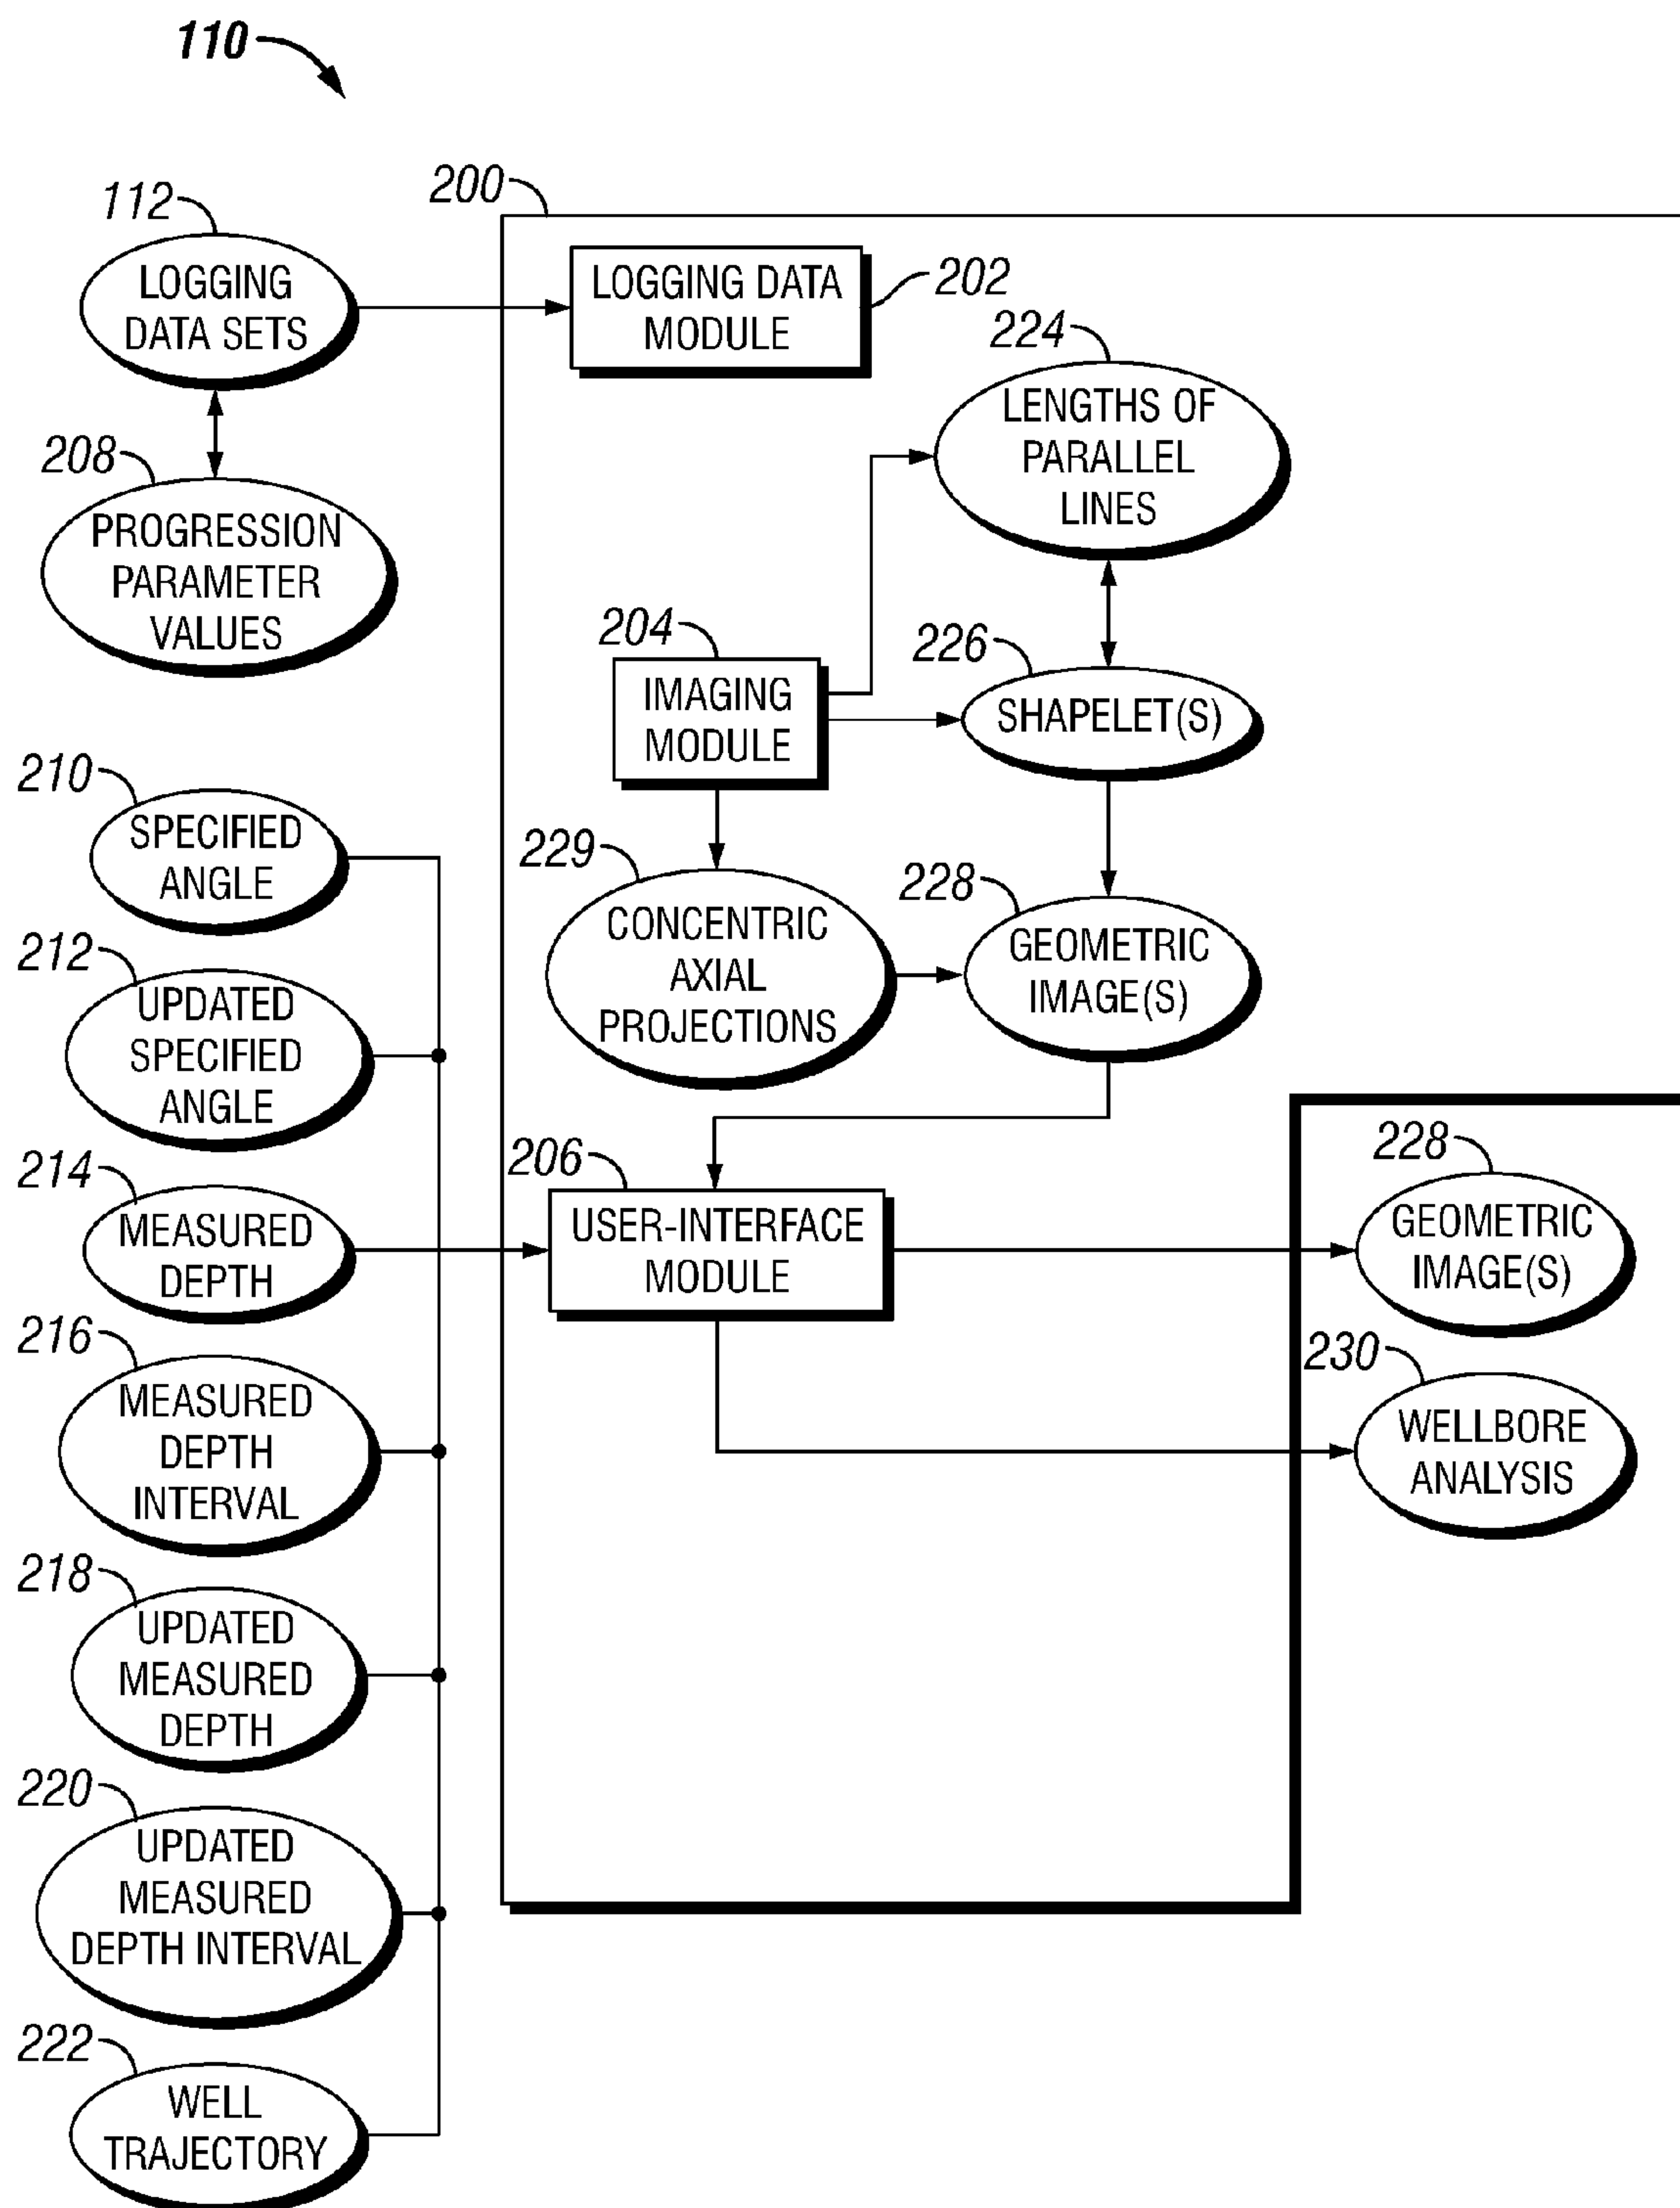 110
200
112
LOGGING
DATA SETS
LOGGING DATA
MODULE
202
224
LENGTHS OF
PARALLEL
LINES
208
PROGRESSION
PARAMETER
VALUES
204
IMAGING
MODULE
226
SHAPELET(S)
210
SPECIFIED
ANGLE
229
CONCENTRIC
AXIAL
PROJECTIONS
228
GEOMETRIC
IMAGE(S)
212
UPDATED
SPECIFIED
ANGLE
214
MEASURED
DEPTH
206
USER-INTERFACE
MODULE
228
GEOMETRIC
IMAGE(S)
216
MEASURED
DEPTH
INTERVAL
230
WELLBORE
ANALYSIS
218
UPDATED
MEASURED
DEPTH
220
UPDATED
MEASURED
DEPTH INTERVAL
222
WELL
TRAJECTORY